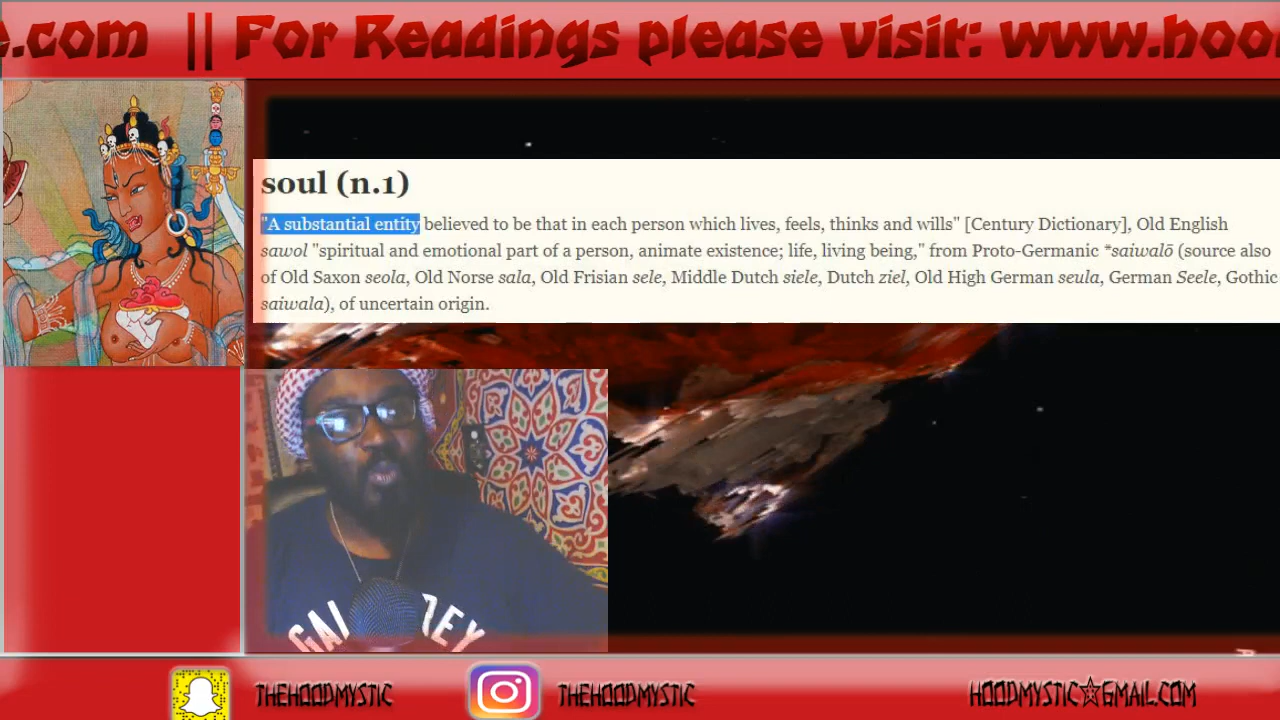 .com || For Readings please visit: www.hoo
soul (n.1)
"A substantial entity believed to be that in each person which lives, feels, thinks and wills" [Century Dictionary], Old English
sawol "spiritual and emotional part of a person, animate existence; life, living being," from Proto-Germanic *saiwalō (source also
of Old Saxon seola, Old Norse sala, Old Frisian sele, Middle Dutch siele, Dutch ziel, Old High German seula, German Seele, Gothic
saiwala), of uncertain origin.
THEHOODMYSTIC
THEHOODMYSTIC
HOODMYSTIC☆GMAIL.COM